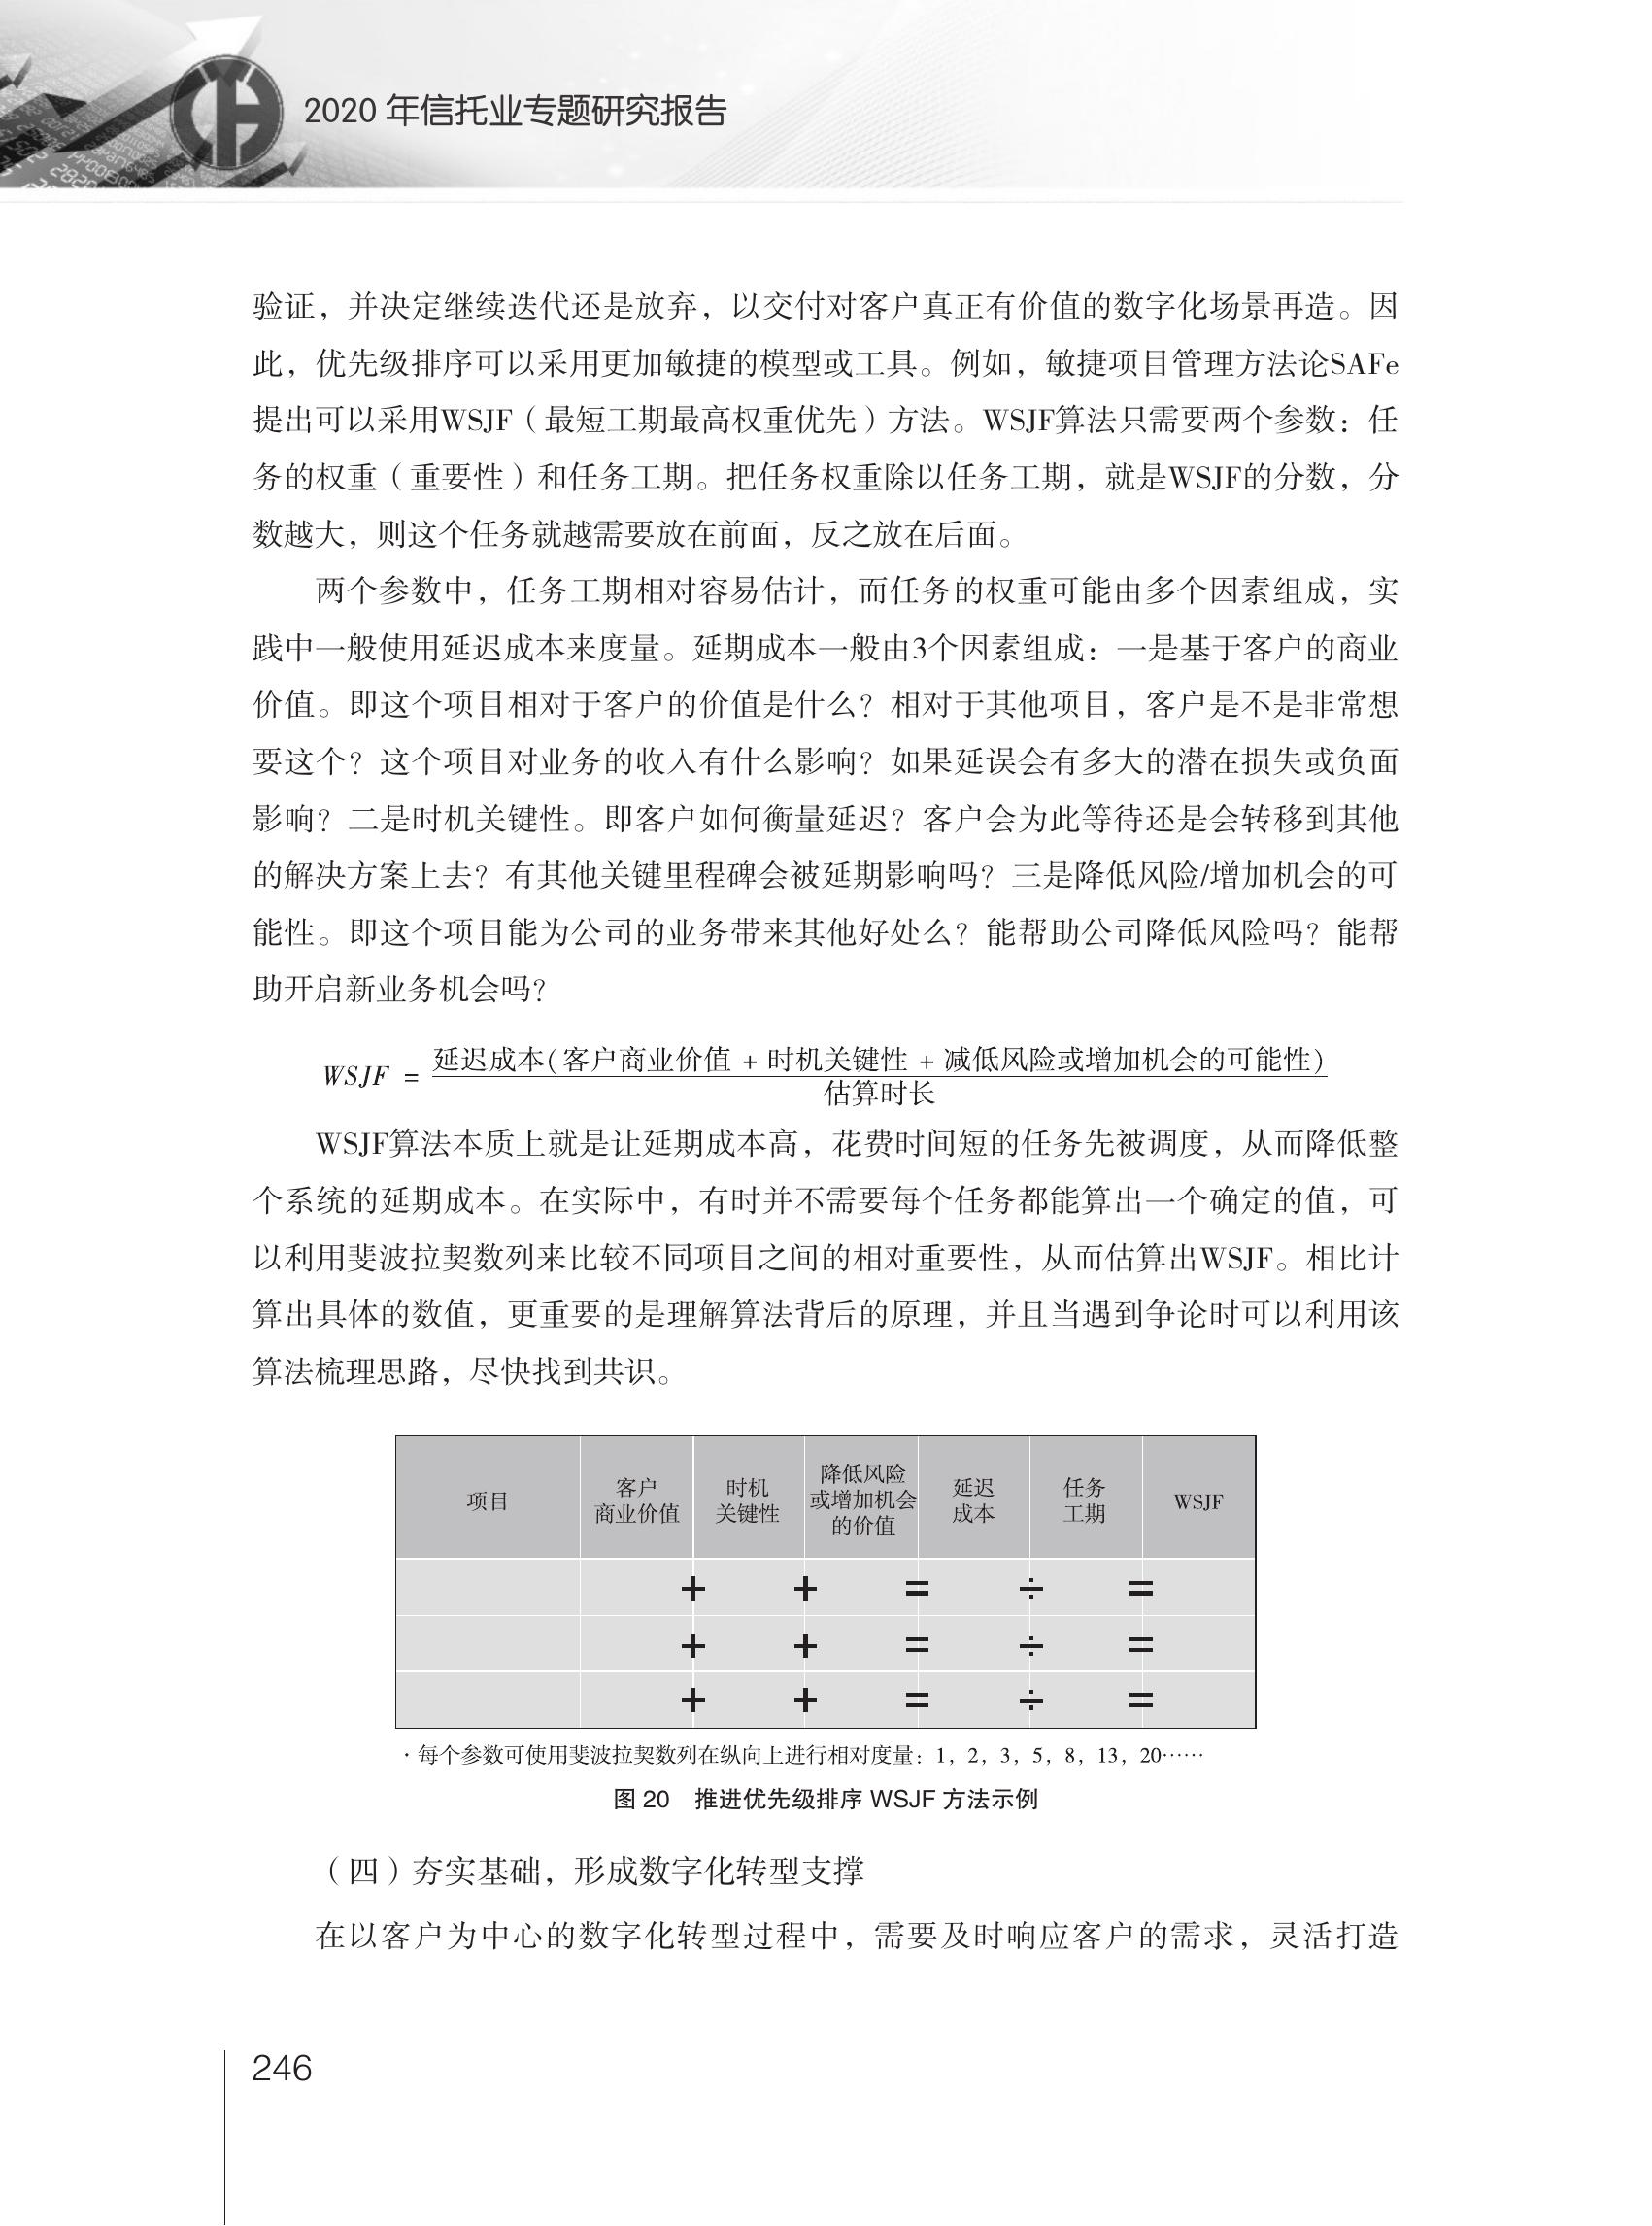 2020 年信托业专题研究报告
验证，并决定继续迭代还是放弃，以交付对客户真正有价值的数字化场景再造。因
此，优先级排序可以采用更加敏捷的模型或工具。例如，敏捷项目管理方法论SAFe
提出可以采用WSJF（最短工期最高权重优先）方法。WSJF算法只需要两个参数：任
务的权重（重要性）和任务工期。把任务权重除以任务工期，就是WSJF的分数，分
数越大，则这个任务就越需要放在前面，反之放在后面。
两个参数中，任务工期相对容易估计，而任务的权重可能由多个因素组成，实
践中一般使用延迟成本来度量。延期成本一般由3个因素组成：一是基于客户的商业
价值。即这个项目相对于客户的价值是什么？相对于其他项目，客户是不是非常想
要这个？这个项目对业务的收入有什么影响？如果延误会有多大的潜在损失或负面
影响？二是时机关键性。即客户如何衡量延迟？客户会为此等待还是会转移到其他
的解决方案上去？有其他关键里程碑会被延期影响吗？三是降低风险/增加机会的可
能性。即这个项目能为公司的业务带来其他好处么？能帮助公司降低风险吗？能帮
助开启新业务机会吗？
WSJF = 延迟成本(客户商业价值 + 时机关键性 + 减低风险或增加机会的可能性)
估算时长
WSJF算法本质上就是让延期成本高，花费时间短的任务先被调度，从而降低整
个系统的延期成本。在实际中，有时并不需要每个任务都能算出一个确定的值，可
以利用斐波拉契数列来比较不同项目之间的相对重要性，从而估算出WSJF。相比计
算出具体的数值，更重要的是理解算法背后的原理，并且当遇到争论时可以利用该
算法梳理思路，尽快找到共识。
项目 客户商业价值 时机关键性 降低风险或增加机会的价值 延迟成本 任务工期 WSJF
+ + = ÷ =
+ + = ÷ =
+ + = ÷ =
·每个参数可使用斐波拉契数列在纵向上进行相对度量：1，2，3，5，8，13，20……
图 20 推进优先级排序 WSJF 方法示例
（四）夯实基础，形成数字化转型支撑
在以客户为中心的数字化转型过程中，需要及时响应客户的需求，灵活打造
246